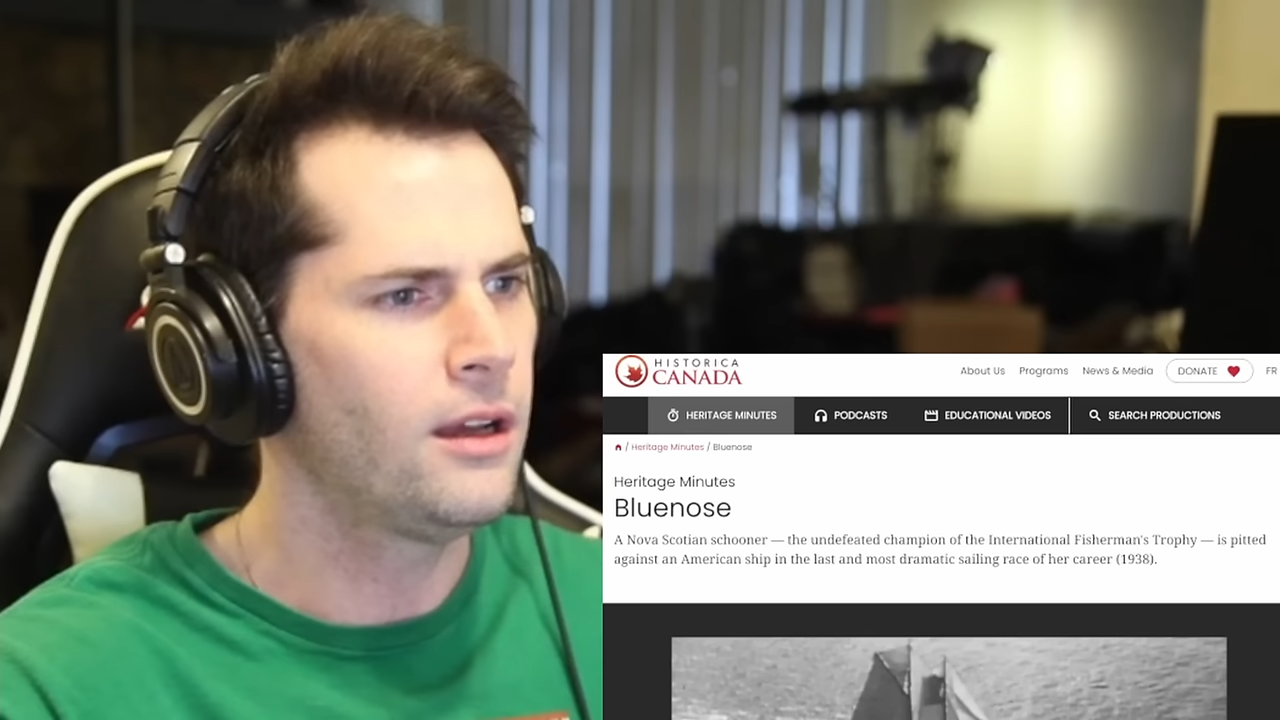 HISTORICA
CANADA
About Us Programs News & Media DONATE FR
HERITAGE MINUTES PODCASTS EDUCATIONAL VIDEOS SEARCH PRODUCTIONS
/ Heritage Minutes / Bluenose
Heritage Minutes
Bluenose
A Nova Scotian schooner — the undefeated champion of the International Fisherman's Trophy — is pitted
against an American ship in the last and most dramatic sailing race of her career (1938).